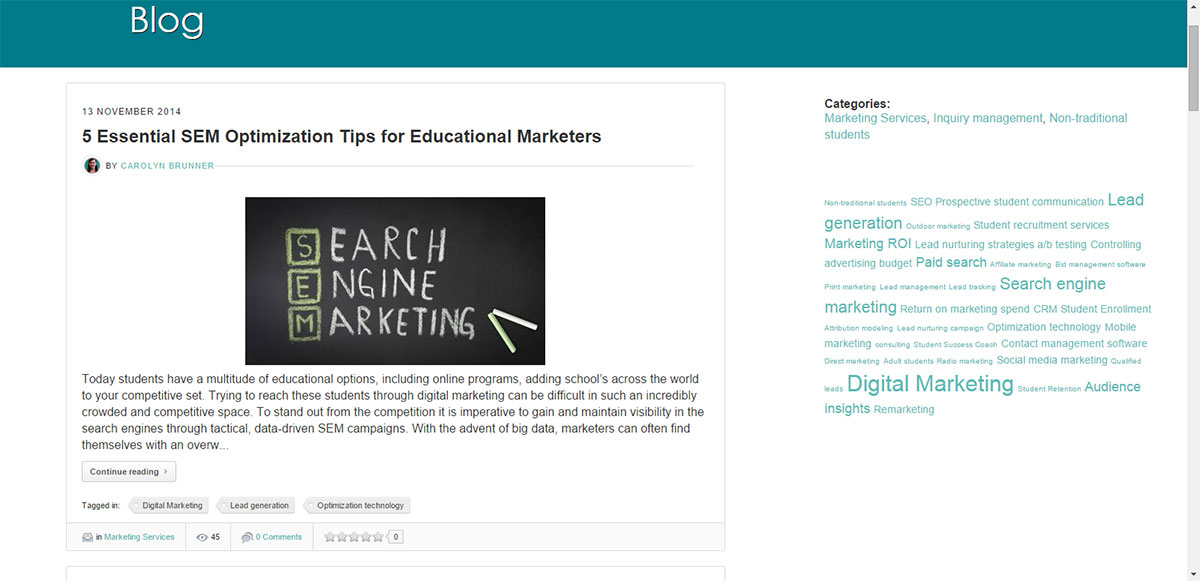 Blog
13 NOVEMBER 2014
5 Essential SEM Optimization Tips for Educational Marketers
BY CAROLYN BRUNNER
SEARCH
ENGINE
MARKETING
Today students have a multitude of educational options, including online programs, adding school's across the world
to your competitive set. Trying to reach these students through digital marketing can be difficult in such an incredibly
crowded and competitive space. To stand out from the competition it is imperative to gain and maintain visibility in the
search engines through tactical, data-driven SEM campaigns. With the advent of big data, marketers can often find
themselves with an overw...
Continue reading ›
Tagged in: Digital Marketing Lead generation Optimization technology
in Marketing Services 45 0 Comments 0
Categories:
Marketing Services, Inquiry management, Non-traditional
students
Non-traditional students SEO Prospective student communication Lead
generation Outdoor marketing Student recruitment services
Marketing ROI Lead nurturing strategies a/b testing Controlling
advertising budget Paid search Affiliate marketing Bid management software
Print marketing Lead management Lead tracking Search engine
marketing Return on marketing spend CRM Student Enrollment
Attribution modeling Lead nurturing campaign Optimization technology Mobile
marketing consulting Student Success Coach Contact management software
Direct marketing Adult students Radio marketing Social media marketing Qualified
leads Digital Marketing Student Retention Audience
insights Remarketing